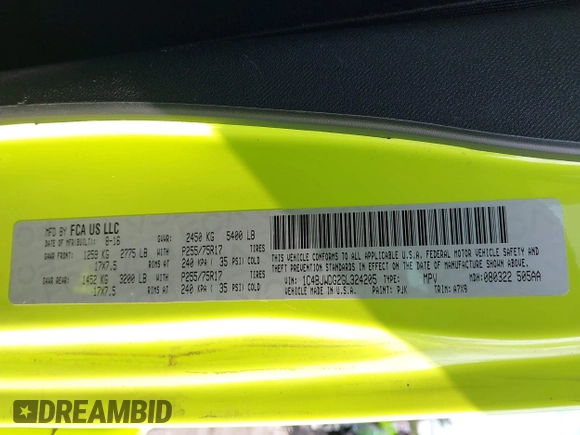 MFD BY FCA US LLC
DATE OF MFR(BUILT): 8-16 GVWR: 2450 KG 5400 LB
GAWR FRONT: 1259 KG 2775 LB WITH P255/75R17 TIRES
17X7.5 RIMS AT 240 KPA ( 35 PSI) COLD
GAWR REAR: 1452 KG 3200 LB WITH P255/75R17 TIRES
17X7.5 RIMS AT 240 KPA ( 35 PSI) COLD
THIS VEHICLE CONFORMS TO ALL APPLICABLE U.S.A. FEDERAL MOTOR VEHICLE SAFETY AND
THEFT PREVENTION STANDARDS IN EFFECT ON THE DATE OF MANUFACTURE SHOWN ABOVE.
VIN: 1C4BJWDG2GL324205 TYPE: MPV MDH: 080322 505AA
VEHICLE MADE IN U.S.A. PAINT: PJK TRIM: A7X9
DREAMBID